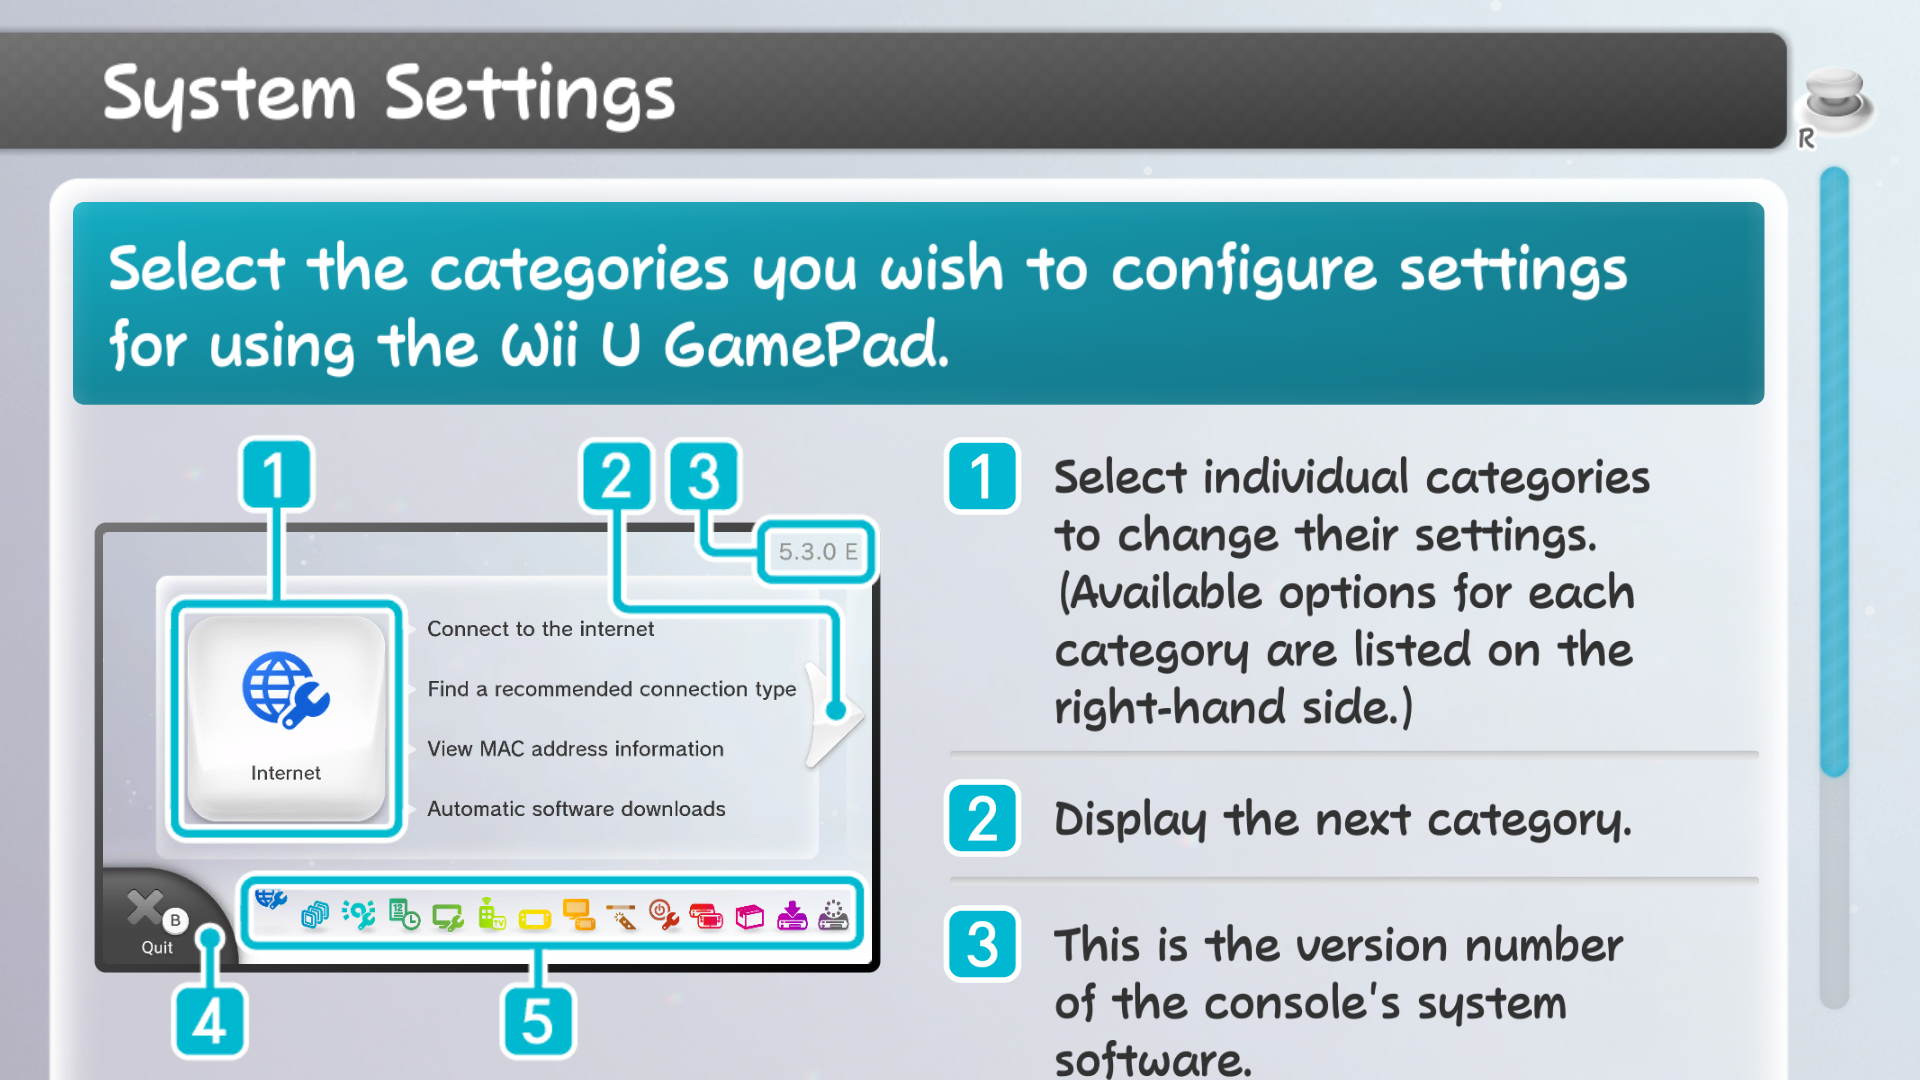 System Settings
R
Select the categories you wish to configure settings
for using the Wii U GamePad.
1
2
3
5.3.0 E
Connect to the internet
Find a recommended connection type
View MAC address information
Automatic software downloads
Internet
B
Quit
12
TV
4
5
1
Select individual categories
to change their settings.
(Available options for each
category are listed on the
right-hand side.)
2
Display the next category.
3
This is the version number
of the console's system
software.